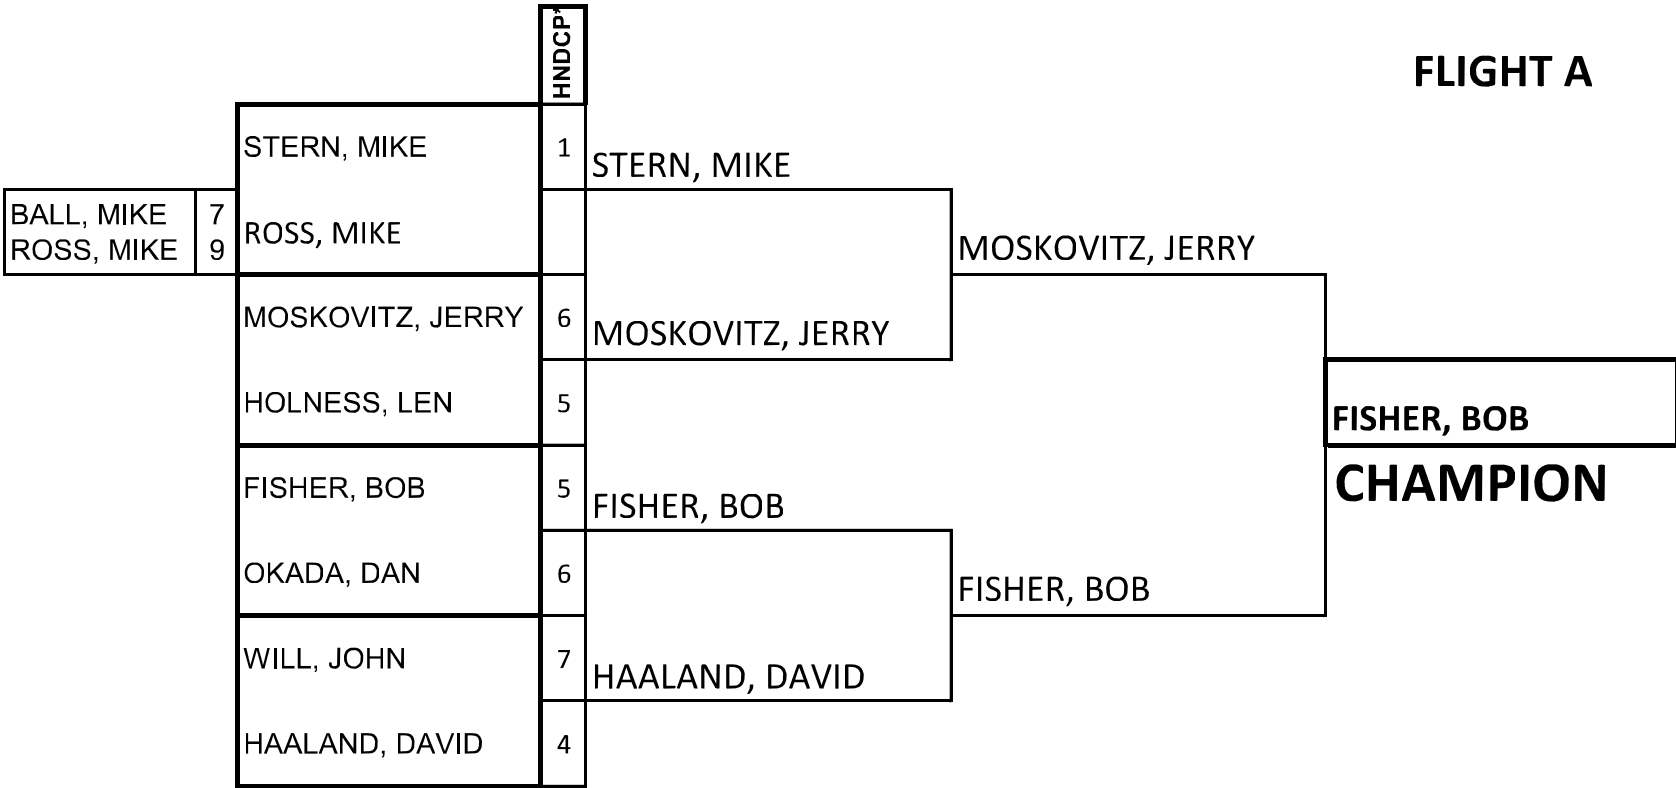 HNDCP*
FLIGHT A
STERN, MIKE 1
STERN, MIKE
BALL, MIKE 7
ROSS, MIKE 9
ROSS, MIKE
MOSKOVITZ, JERRY
MOSKOVITZ, JERRY 6
MOSKOVITZ, JERRY
HOLNESS, LEN 5
FISHER, BOB
CHAMPION
FISHER, BOB 5
FISHER, BOB
OKADA, DAN 6
FISHER, BOB
WILL, JOHN 7
HAALAND, DAVID
HAALAND, DAVID 4